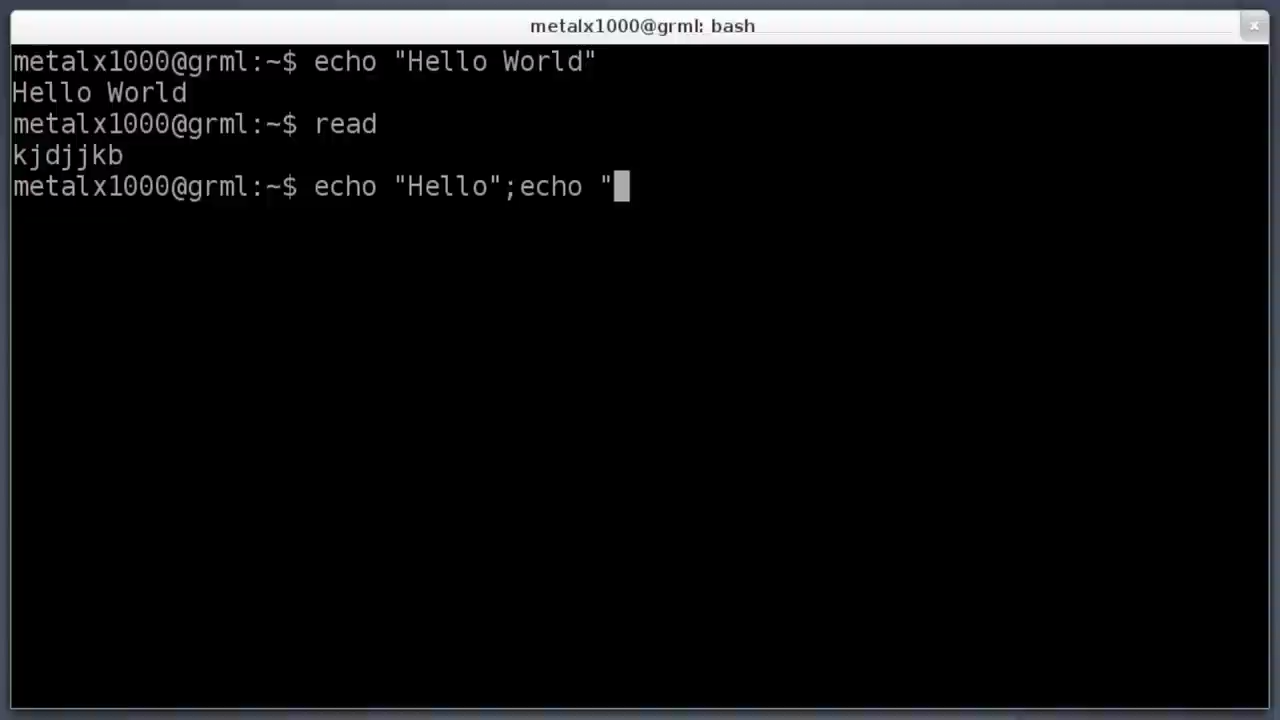 metalx1000@grml: bash
metalx1000@grml:~$ echo "Hello World"
Hello World
metalx1000@grml:~$ read
kjdjjkb
metalx1000@grml:~$ echo "Hello";echo "